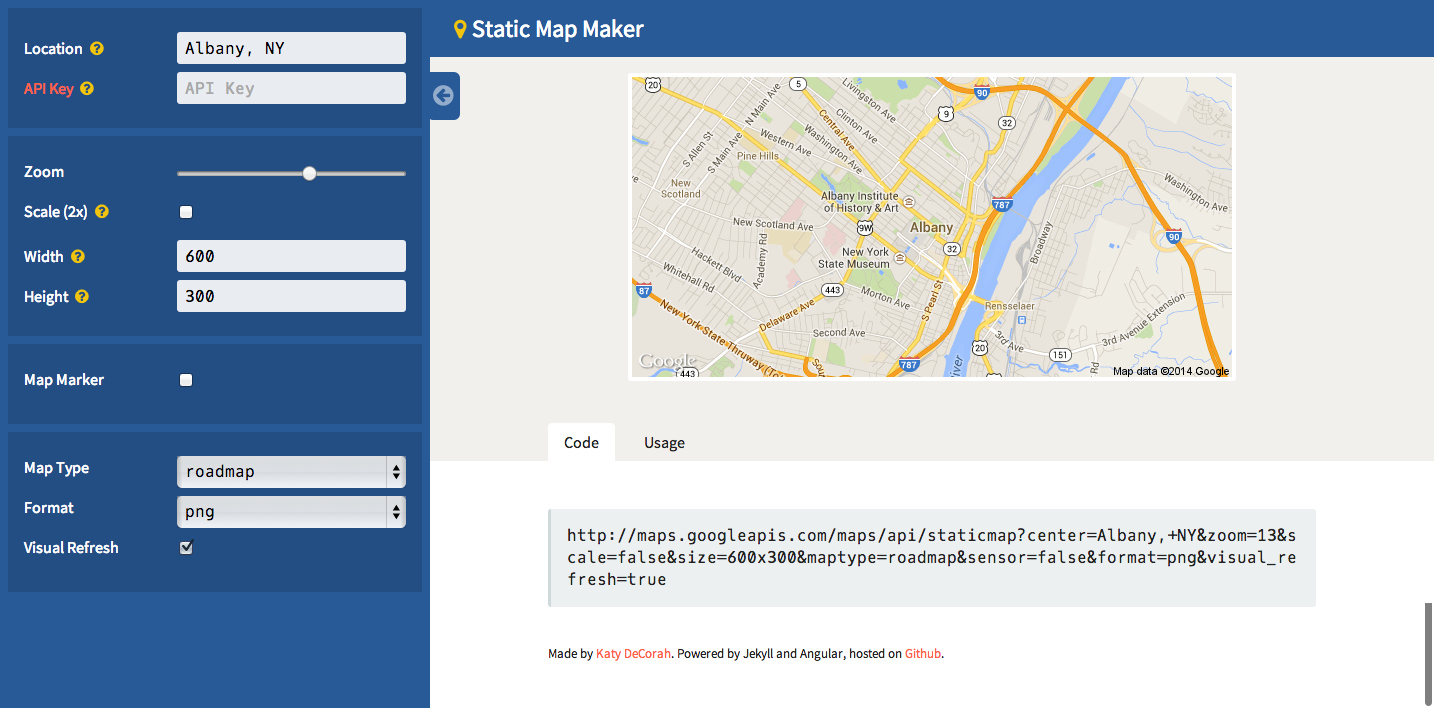 Location ?
Albany, NY
API Key ?
API Key
Zoom
Scale (2x) ?
Width ?
600
Height ?
300
Map Marker
Map Type
roadmap
Format
png
Visual Refresh
Static Map Maker
20
5
90
9
32
Livingston Ave
N Main Ave
Central Ave
Clinton Ave
Washington Ave
Western Ave
S Allen St
S Main Ave
Pine Hills
New
Scotland
Albany Institute
of History & Art
787
Washington Ave
New Scotland Ave
9W
Albany
32
90
Broadway
Academy Rd
New York
State Museum
Hackett Blvd
Whitehall Rd
87
443
Morton Ave
S Pearl St
Rensselaer
New York State Thruway
Delaware Ave
Second Ave
3rd Ave
3rd Avenue Extension
20
151
787
Google
443
Rd
Map data ©2014 Google
Code
Usage
http://maps.googleapis.com/maps/api/staticmap?center=Albany,+NY&zoom=13&s
cale=false&size=600x300&maptype=roadmap&sensor=false&format=png&visual_re
fresh=true
Made by Katy DeCorah. Powered by Jekyll and Angular, hosted on Github.